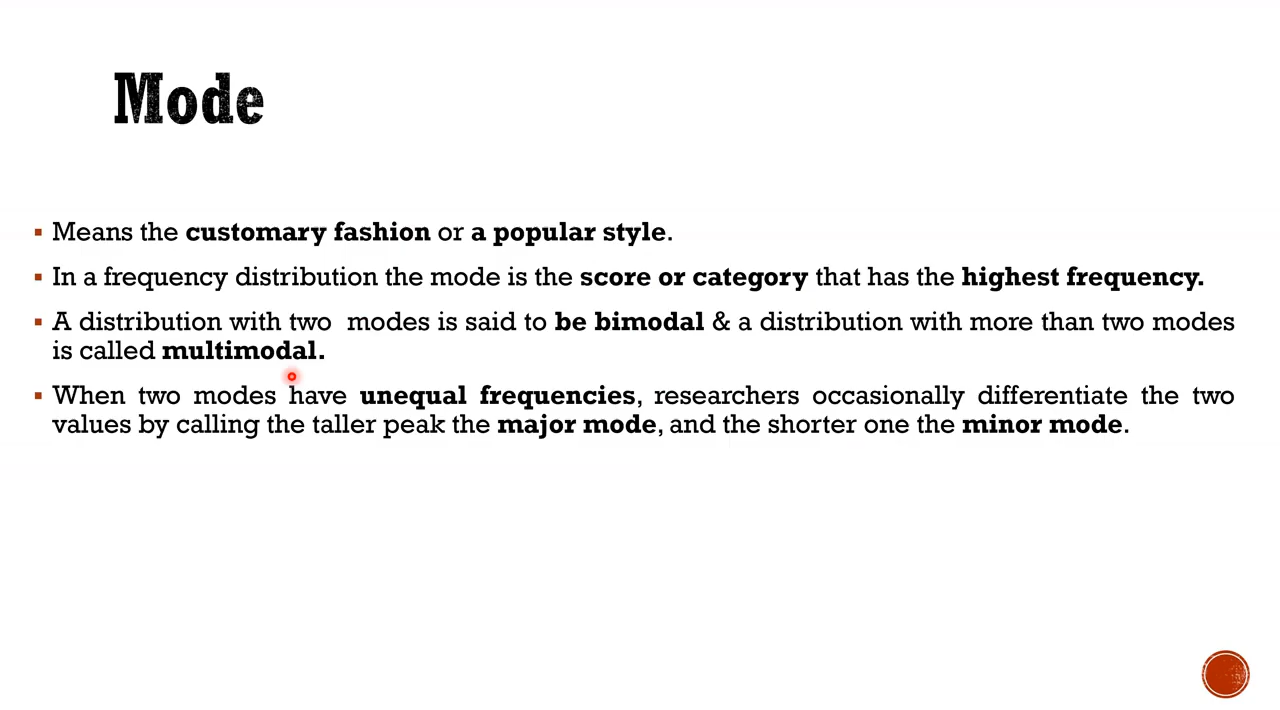 Mode
Means the customary fashion or a popular style.
In a frequency distribution the mode is the score or category that has the highest frequency.
A distribution with two modes is said to be bimodal & a distribution with more than two modes
is called multimodal.
When two modes have unequal frequencies, researchers occasionally differentiate the two
values by calling the taller peak the major mode, and the shorter one the minor mode.